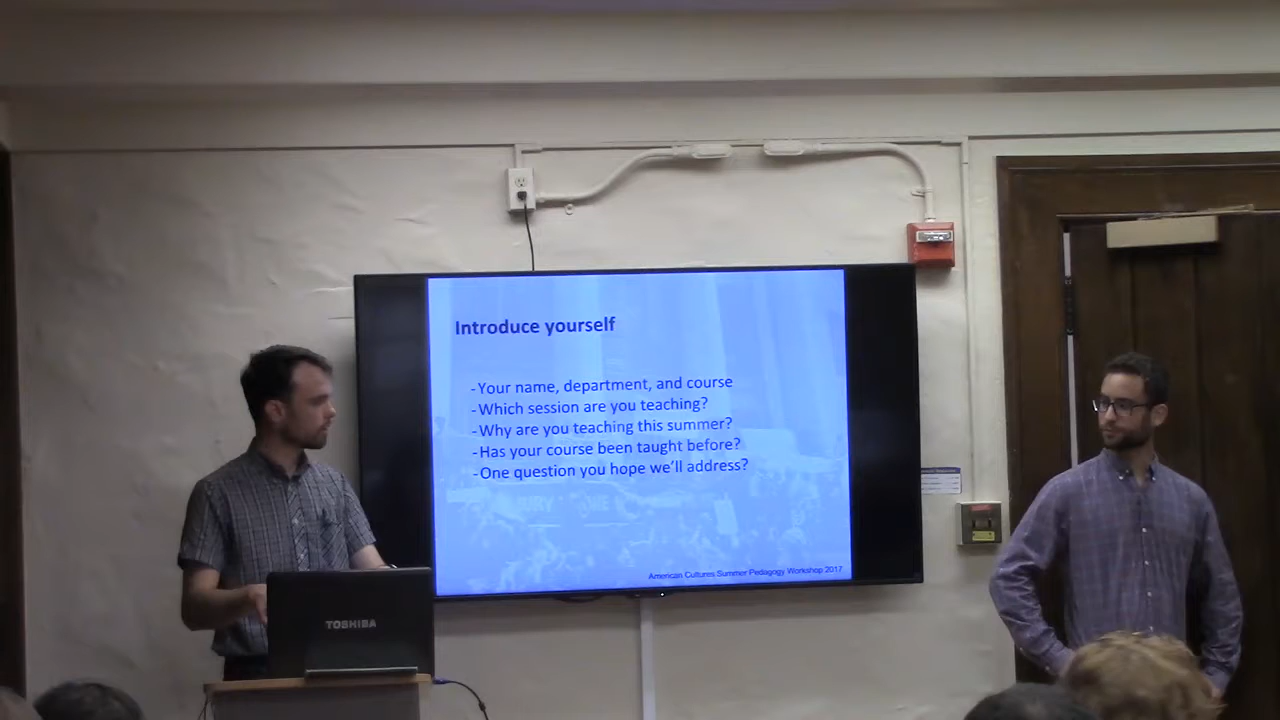 Introduce yourself
-Your name, department, and course
-Which session are you teaching?
-Why are you teaching this summer?
-Has your course been taught before?
-One question you hope we'll address?
American Cultures Summer Pedagogy Workshop 2017
TOSHIBA